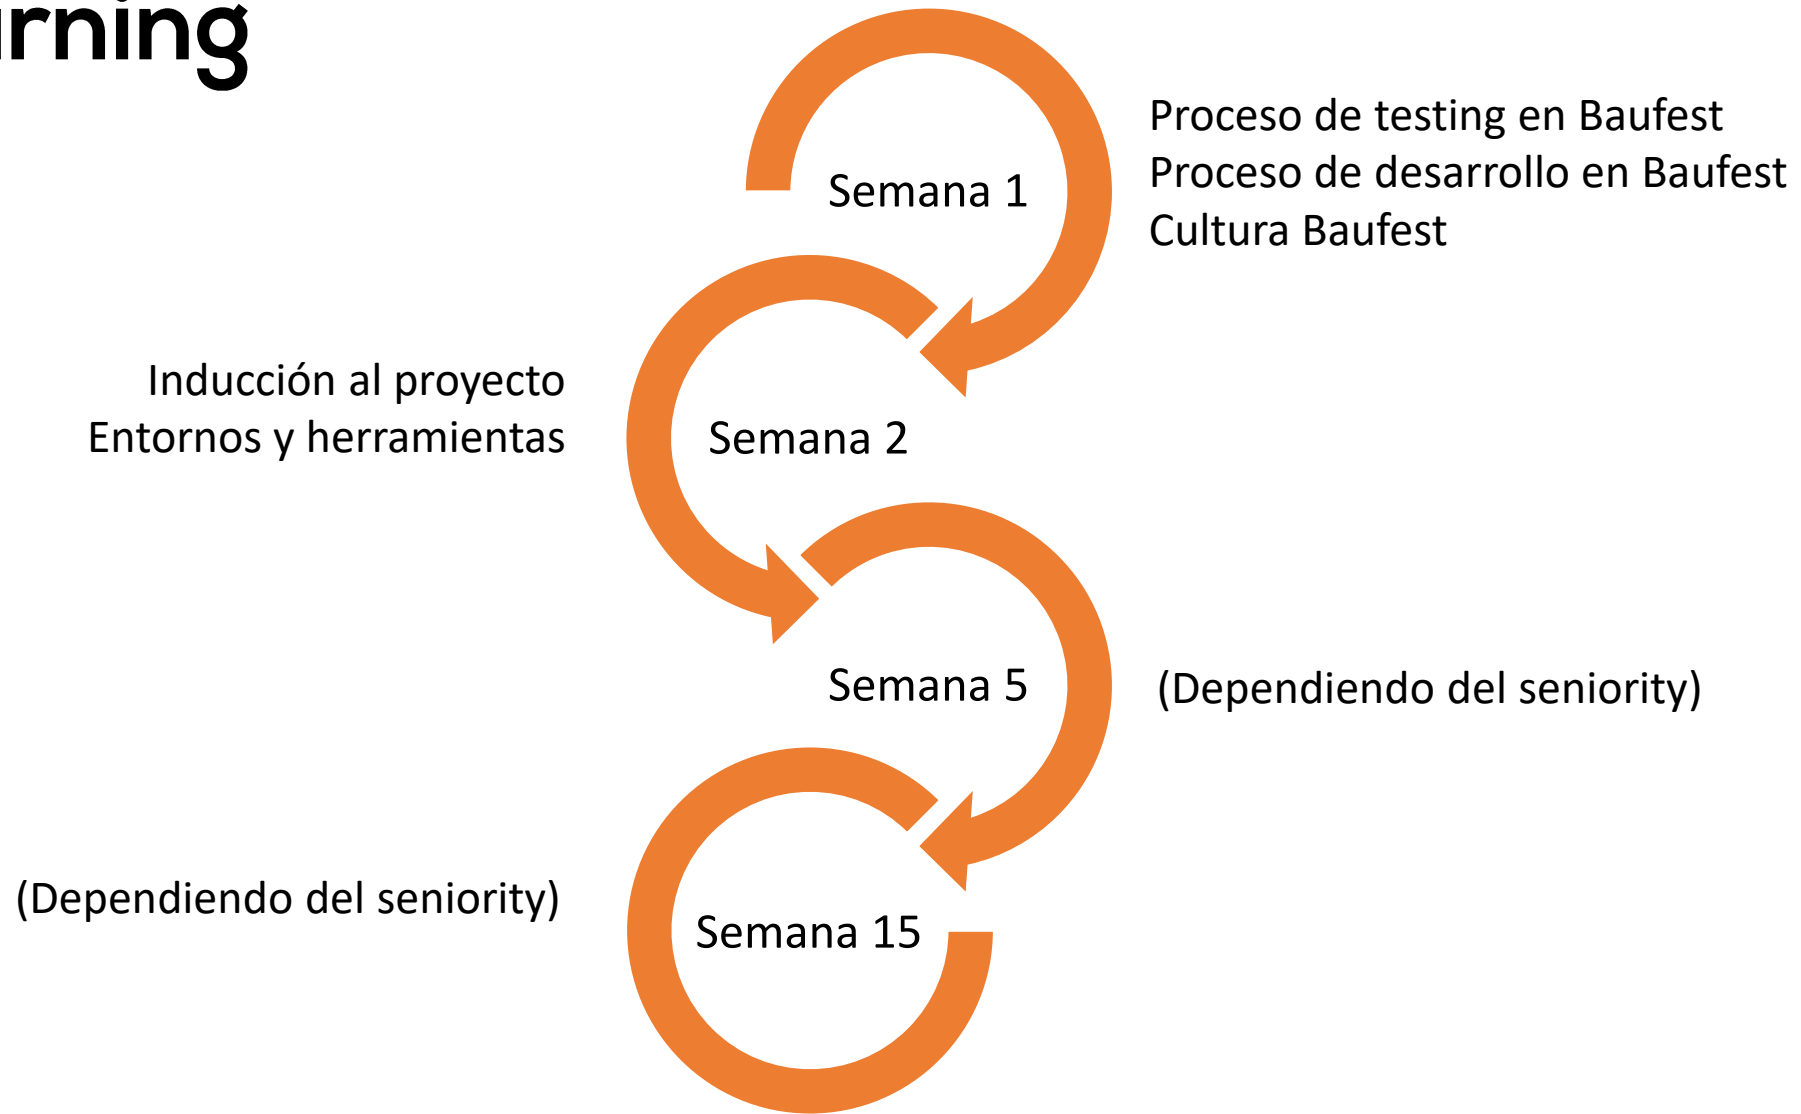 Semana 1
Proceso de testing en Baufest
Proceso de desarrollo en Baufest
Cultura Baufest
Inducción al proyecto
Entornos y herramientas
Semana 2
Semana 5
(Dependiendo del seniority)
(Dependiendo del seniority)
Semana 15